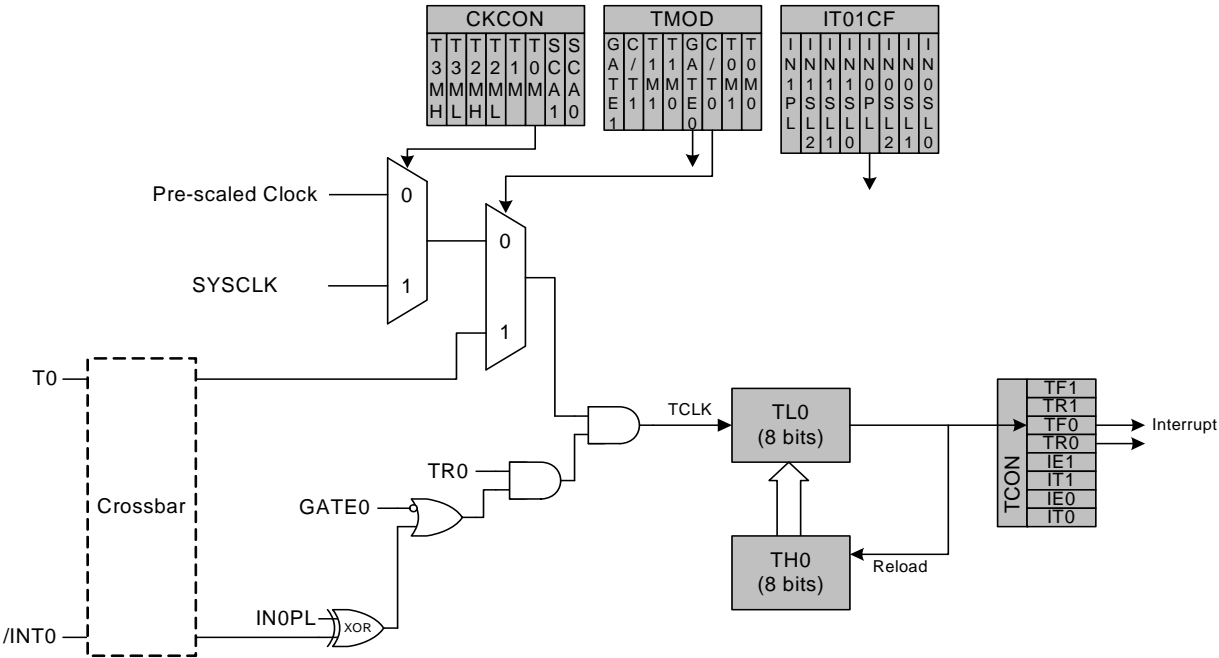 CKCON
T3MH
T3ML
T2MH
T2ML
T1M
T0M
SCA1
SCA0
TMOD
GATE1
C/T1
T1M1
T1M0
GATE0
C/T0
T0M1
T0M0
IT01CF
IN1PL
IN1SL2
IN1SL1
IN1SL0
IN0PL
IN0SL2
IN0SL1
IN0SL0
Pre-scaled Clock
0
SYSCLK
1
0
1
T0
Crossbar
/INT0
TR0
GATE0
IN0PL
XOR
TCLK
TL0
(8 bits)
TH0
(8 bits)
Reload
TCON
TF1
TR1
TF0
TR0
IE1
IT1
IE0
IT0
Interrupt